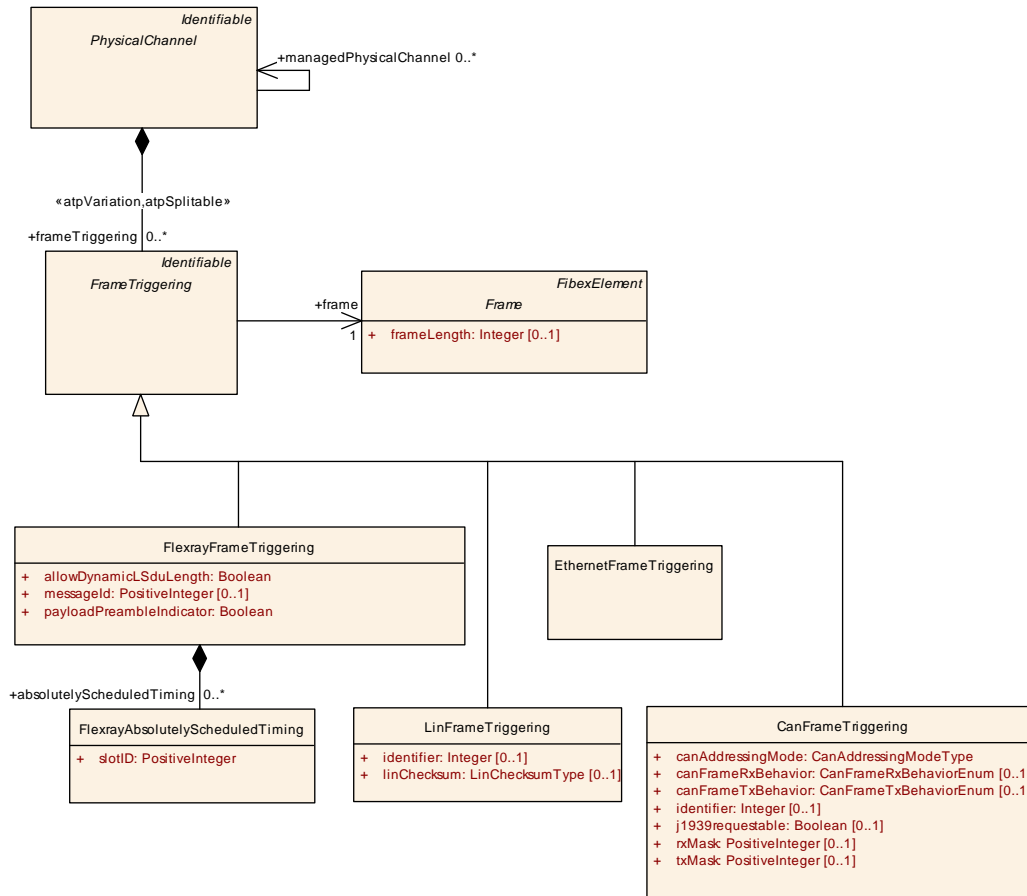 Identifiable
PhysicalChannel
+managedPhysicalChannel 0..*
«atpVariation,atpSplitable»
+frameTriggering 0..*
Identifiable
FrameTriggering
+frame
1
FibexElement
Frame
+ frameLength: Integer [0..1]
FlexrayFrameTriggering
+ allowDynamicLSduLength: Boolean
+ messageId: PositiveInteger [0..1]
+ payloadPreambleIndicator: Boolean
EthernetFrameTriggering
+absolutelyScheduledTiming 0..*
FlexrayAbsolutelyScheduledTiming
+ slotID: PositiveInteger
LinFrameTriggering
+ identifier: Integer [0..1]
+ linChecksum: LinChecksumType [0..1]
CanFrameTriggering
+ canAddressingMode: CanAddressingModeType
+ canFrameRxBehavior: CanFrameRxBehaviorEnum [0..1
+ canFrameTxBehavior: CanFrameTxBehaviorEnum [0..1
+ identifier: Integer [0..1]
+ j1939requestable: Boolean [0..1]
+ rxMask: PositiveInteger [0..1]
+ txMask: PositiveInteger [0..1]